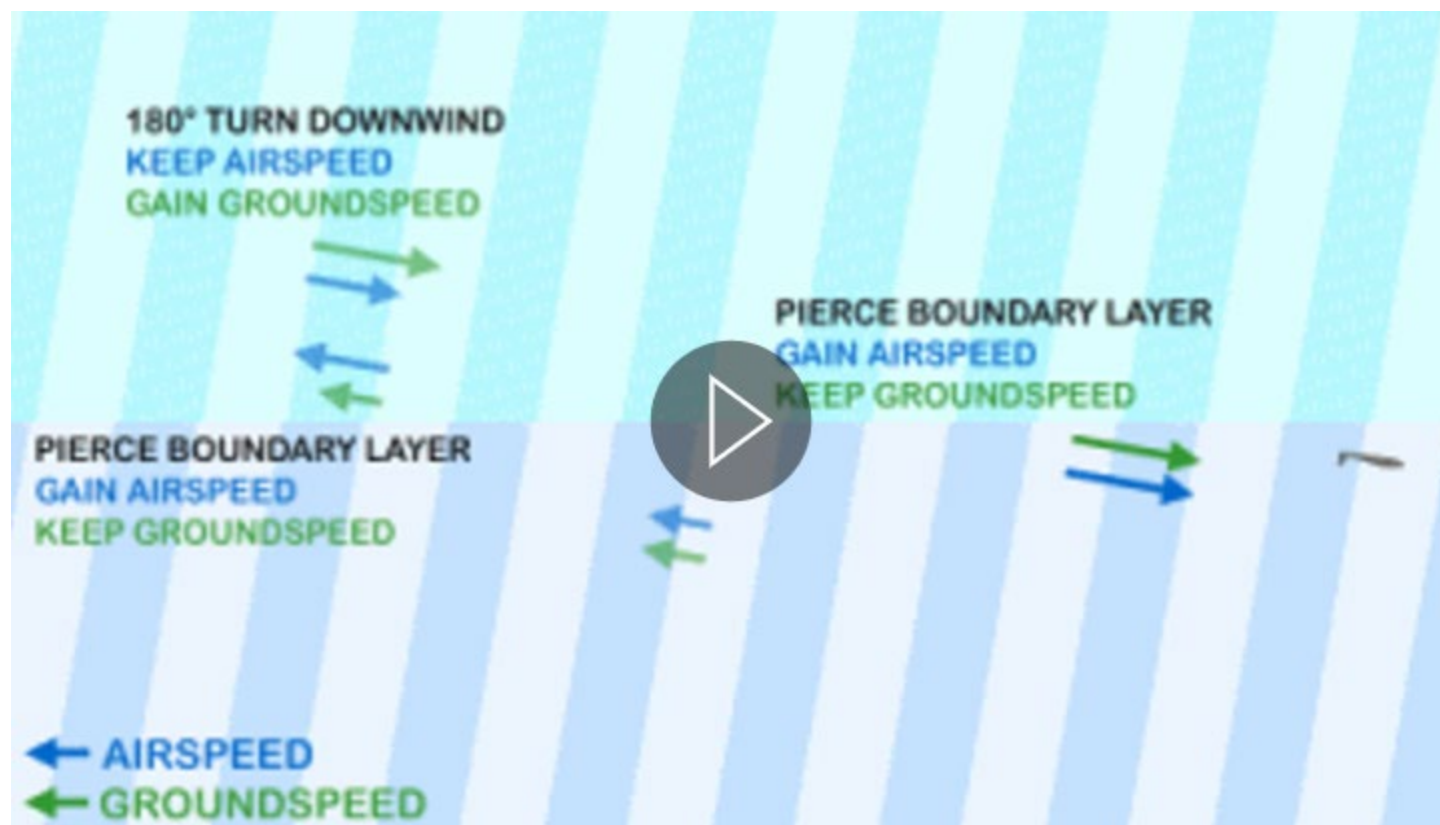 180° TURN DOWNWIND
KEEP AIRSPEED
GAIN GROUNDSPEED
PIERCE BOUNDARY LAYER
GAIN AIRSPEED
KEEP GROUNDSPEED
PIERCE BOUNDARY LAYER
GAIN AIRSPEED
KEEP GROUNDSPEED
AIRSPEED
GROUNDSPEED